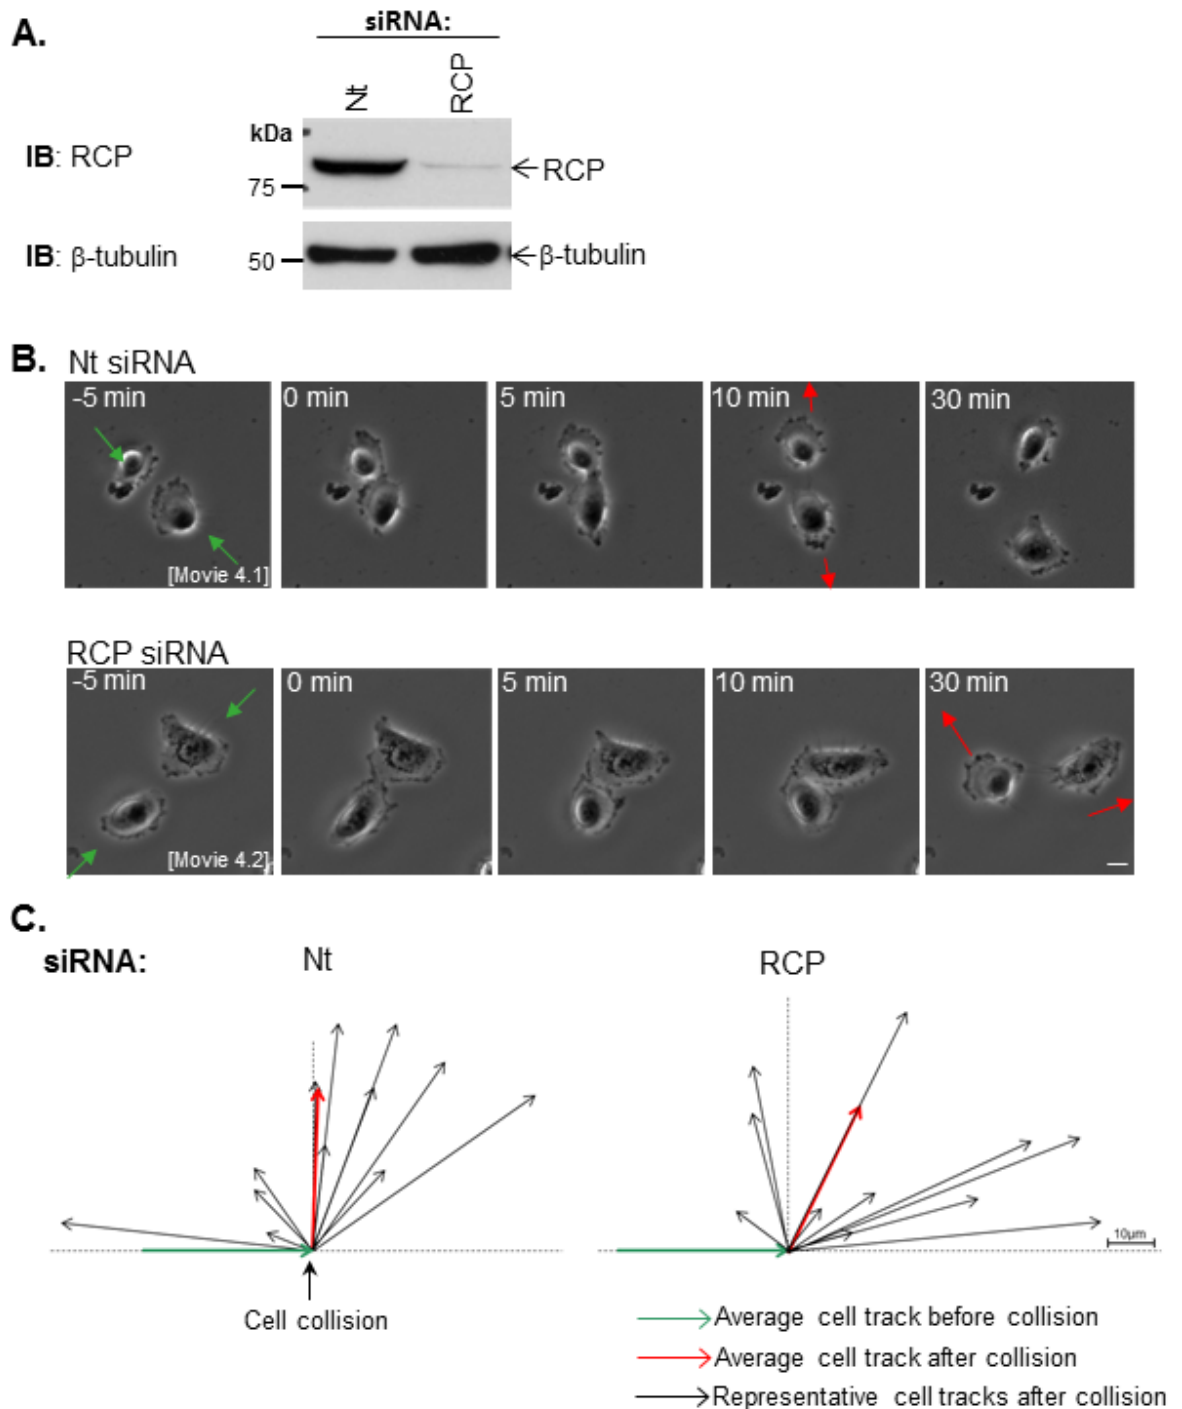 A.
siRNA:
Nt
RCP
kDa
IB: RCP
75
RCP
IB: β-tubulin
50
β-tubulin
B.
Nt siRNA
-5 min
0 min
5 min
10 min
30 min
[Movie 4.1]
RCP siRNA
-5 min
0 min
5 min
10 min
30 min
[Movie 4.2]
C.
siRNA:
Nt
RCP
10µm
Cell collision
Average cell track before collision
Average cell track after collision
Representative cell tracks after collision